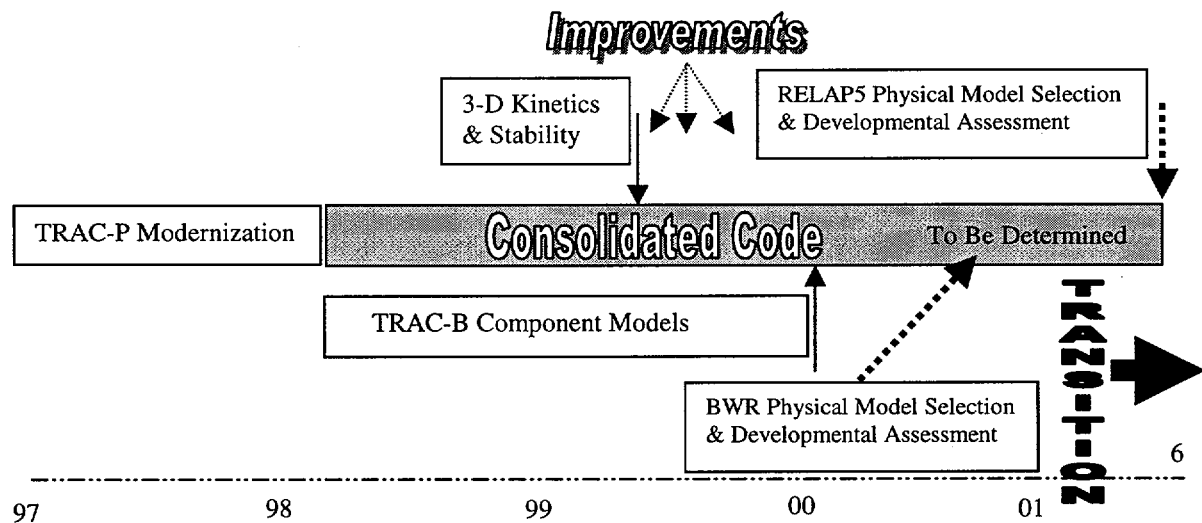 Improvements
3-D Kinetics
& Stability
RELAP5 Physical Model Selection
& Developmental Assessment
TRAC-P Modernization
Consolidated Code
To Be Determined
TRAC-B Component Models
TRANSITION
BWR Physical Model Selection
& Developmental Assessment
6
97 98 99 00 01